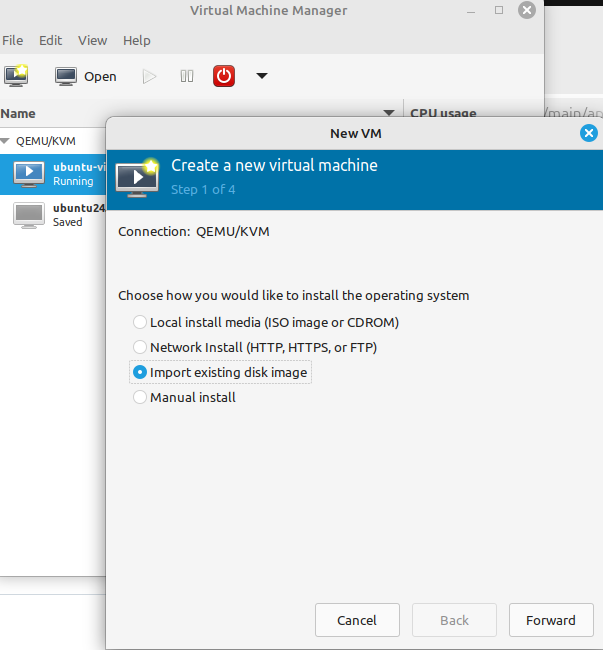 Virtual Machine Manager
File Edit View Help
Open
Name CPU usage
/main/ap
QEMU/KVM
ubuntu-vi
Running
ubuntu24
Saved
New VM
Create a new virtual machine
Step 1 of 4
Connection: QEMU/KVM
Choose how you would like to install the operating system
Local install media (ISO image or CDROM)
Network Install (HTTP, HTTPS, or FTP)
Import existing disk image
Manual install
Cancel Back Forward